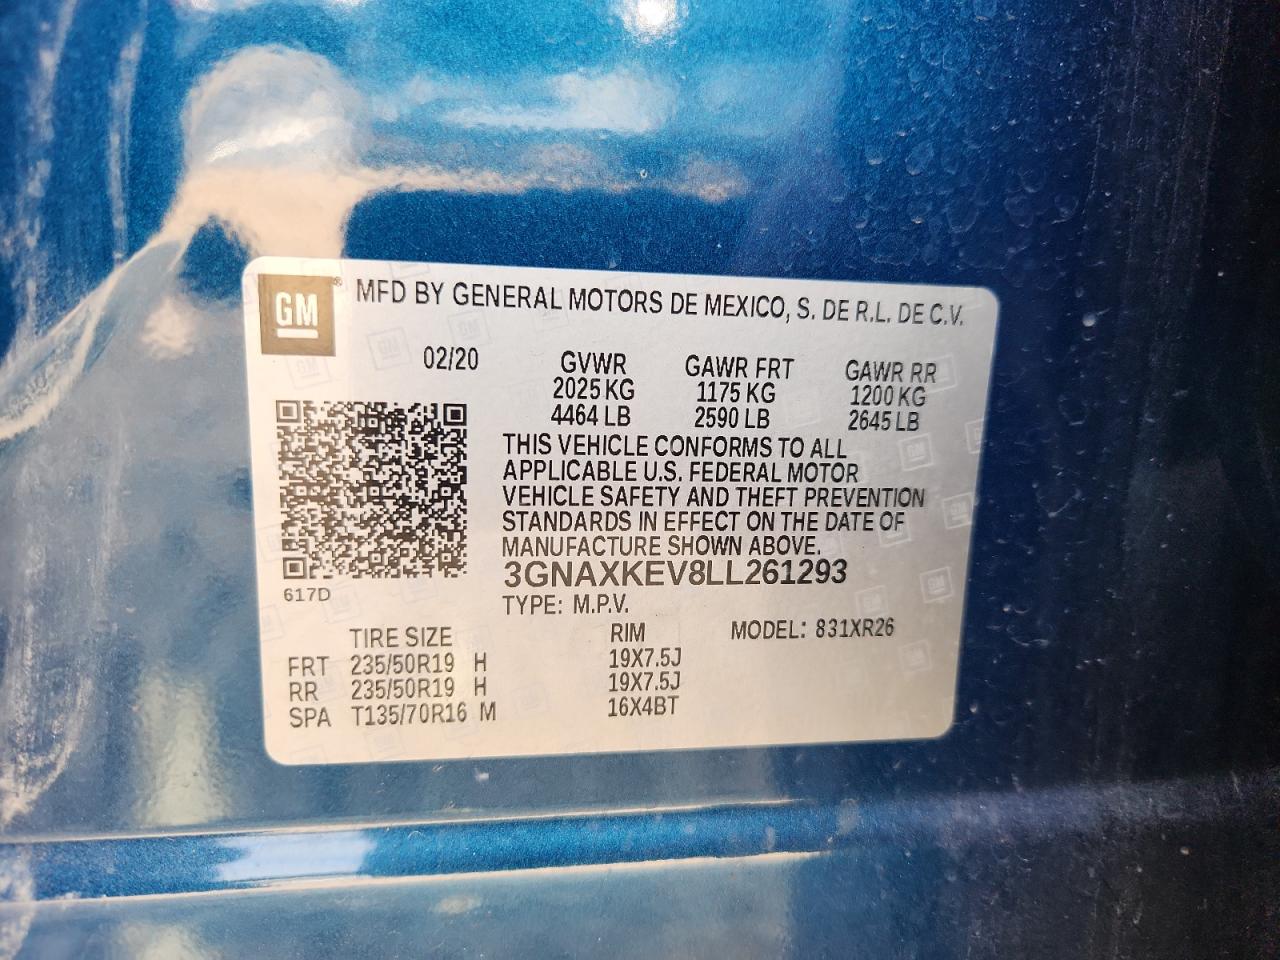 GM ® MFD BY GENERAL MOTORS DE MEXICO, S. DE R.L. DE C.V.
02/20 GVWR GAWR FRT GAWR RR
2025 KG 1175 KG 1200 KG
4464 LB 2590 LB 2645 LB
THIS VEHICLE CONFORMS TO ALL
APPLICABLE U.S. FEDERAL MOTOR
VEHICLE SAFETY AND THEFT PREVENTION
STANDARDS IN EFFECT ON THE DATE OF
MANUFACTURE SHOWN ABOVE.
3GNAXKEV8LL261293
617D
TYPE: M.P.V.
TIRE SIZE RIM MODEL: 831XR26
FRT 235/50R19 H 19X7.5J
RR 235/50R19 H 19X7.5J
SPA T135/70R16 M 16X4BT